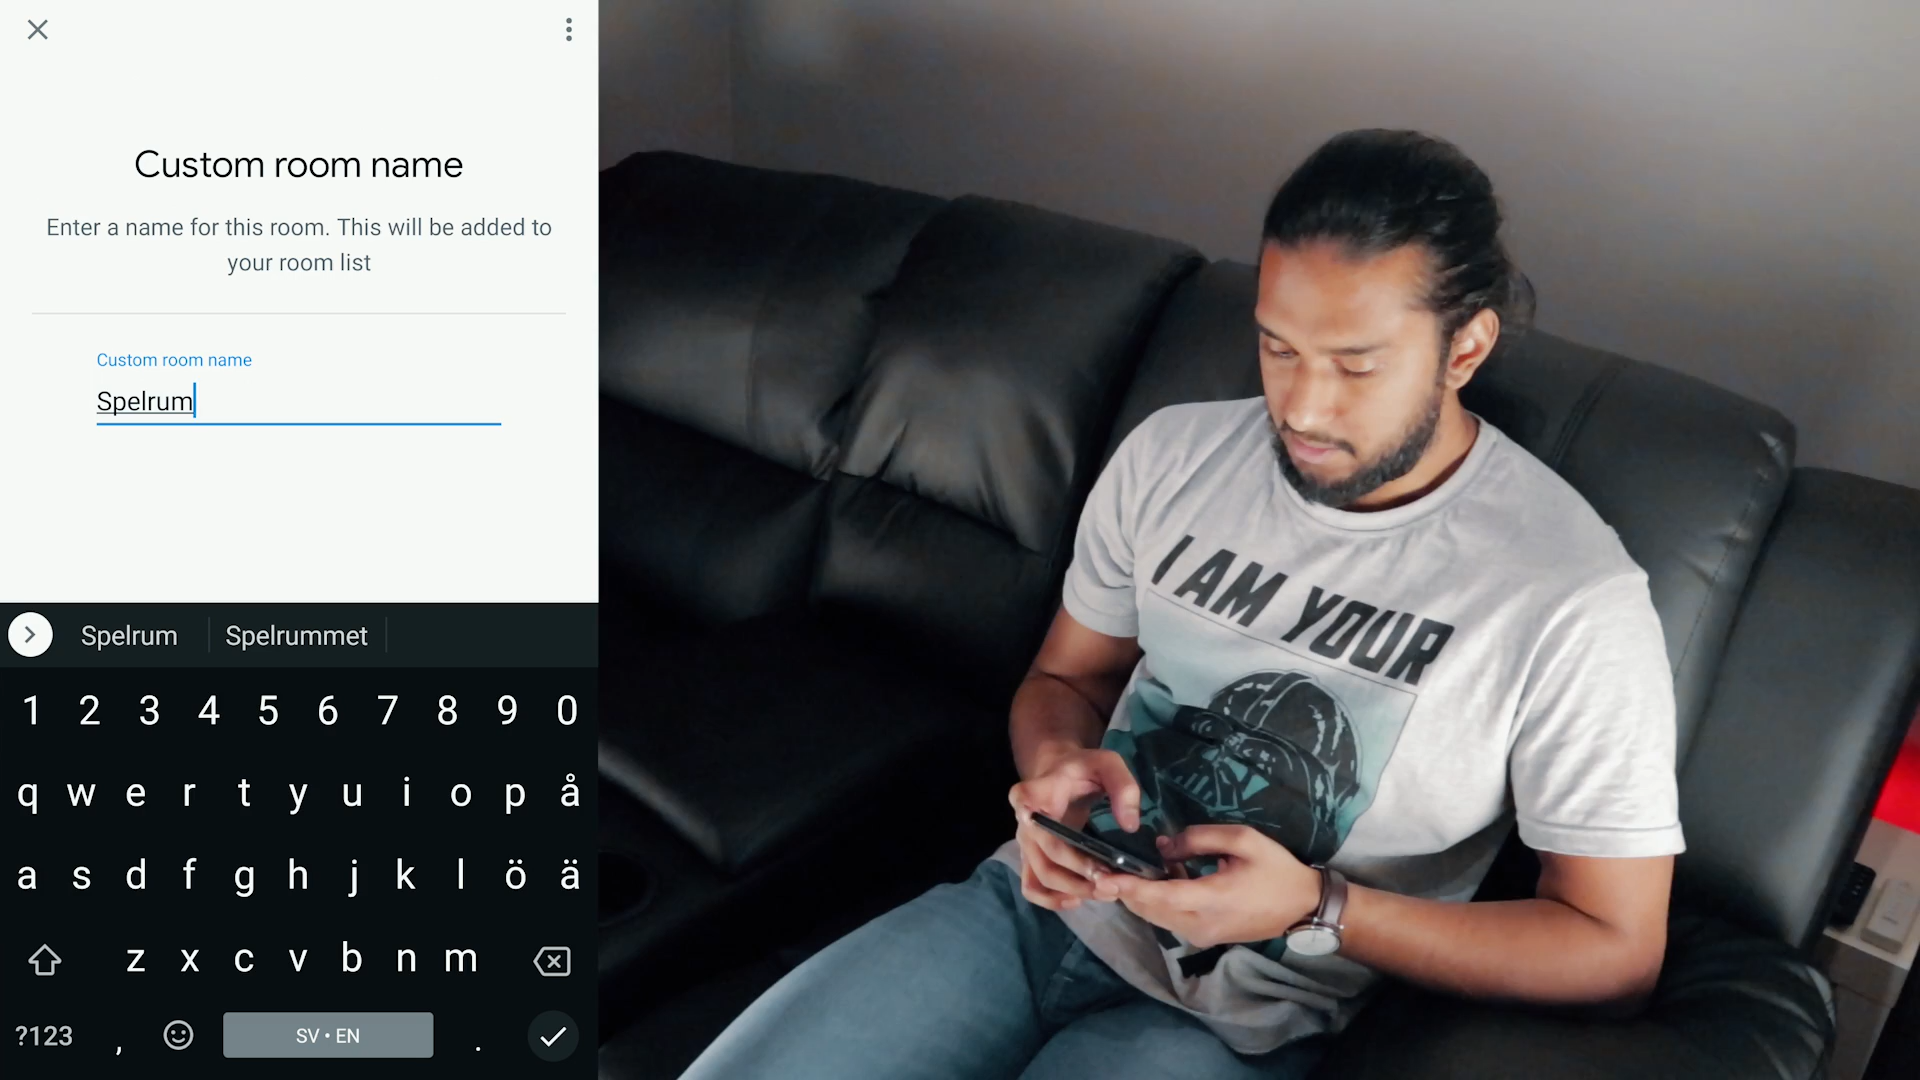 Custom room name
Enter a name for this room. This will be added to
your room list
Custom room name
Spelrum
Spelrum Spelrummet
1 2 3 4 5 6 7 8 9 0
q w e r t y u i o p å
a s d f g h j k l ö ä
z x c v b n m
?123 , SV • EN .
I AM YOUR